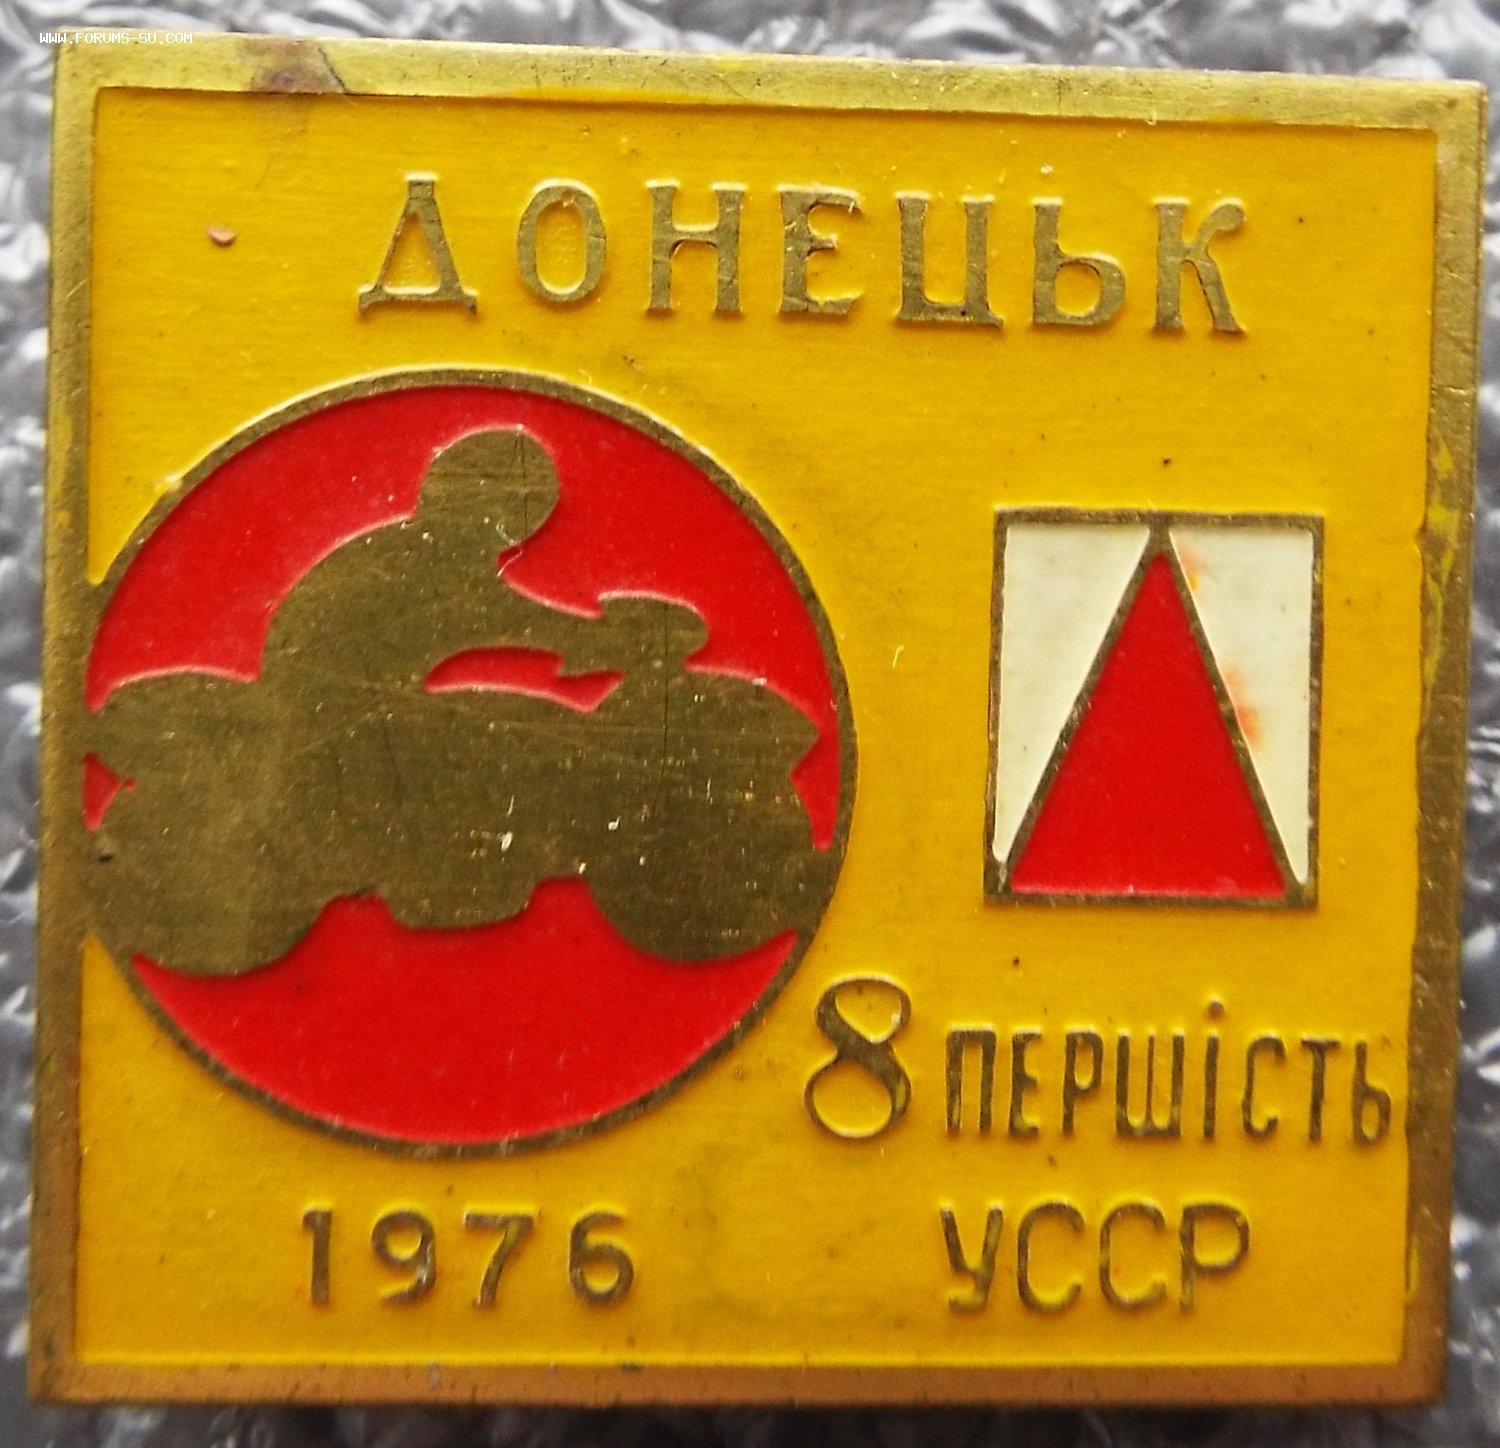 WWW.FORUMS-SU.COM
ДОНЕЦЬК
8 ПЕРШІСТЬ
1976 УССР